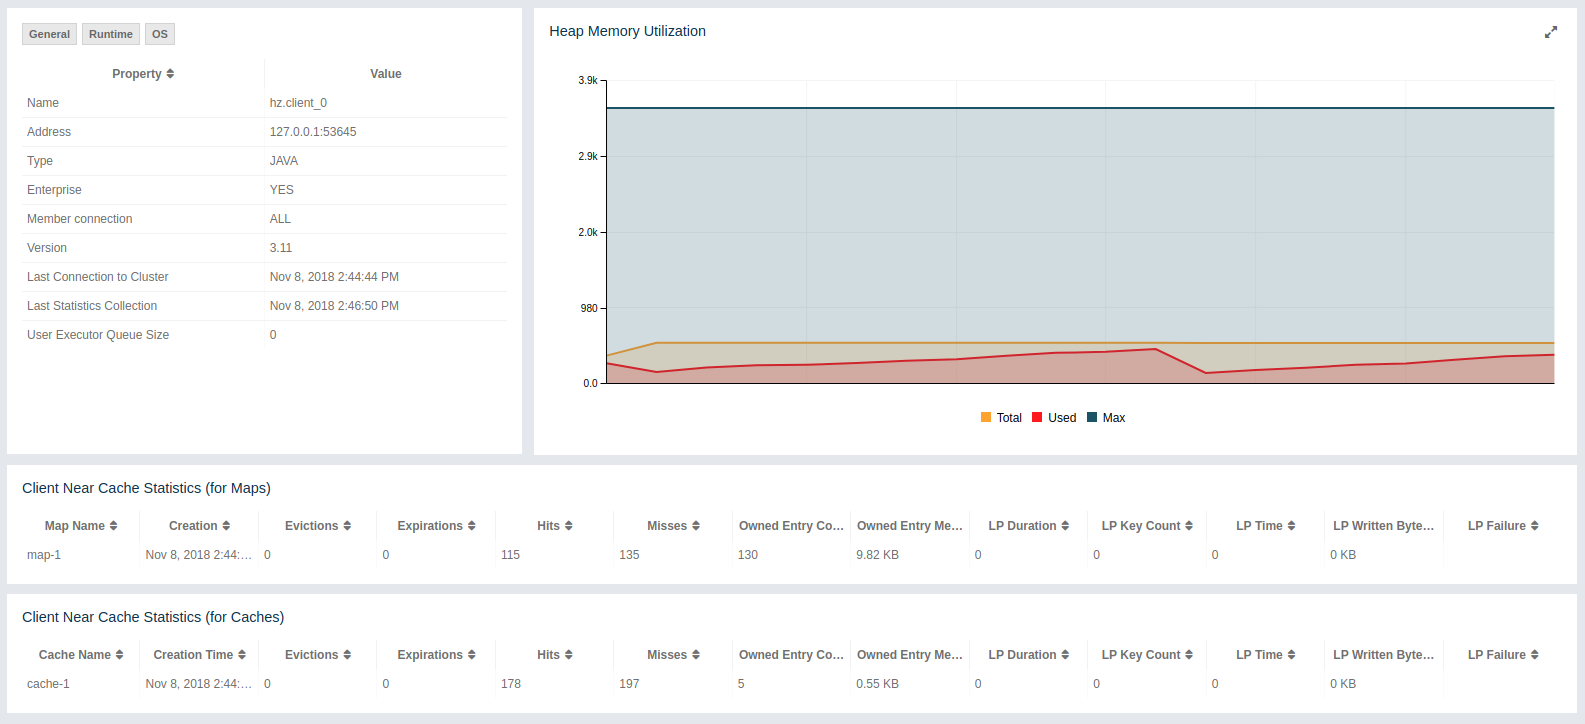 General Runtime OS
Property Value
Name hz.client_0
Address 127.0.0.1:53645
Type JAVA
Enterprise YES
Member connection ALL
Version 3.11
Last Connection to Cluster Nov 8, 2018 2:44:44 PM
Last Statistics Collection Nov 8, 2018 2:46:50 PM
User Executor Queue Size 0
Heap Memory Utilization
3.9k
2.9k
2.0k
980
0.0
Total Used Max
Client Near Cache Statistics (for Maps)
Map Name Creation Evictions Expirations Hits Misses Owned Entry Co... Owned Entry Me... LP Duration LP Key Count LP Time LP Written Byte... LP Failure
map-1 Nov 8, 2018 2:44:... 0 0 115 135 130 9.82 KB 0 0 0 0 KB
Client Near Cache Statistics (for Caches)
Cache Name Creation Time Evictions Expirations Hits Misses Owned Entry Co... Owned Entry Me... LP Duration LP Key Count LP Time LP Written Byte... LP Failure
cache-1 Nov 8, 2018 2:44:... 0 0 178 197 5 0.55 KB 0 0 0 0 KB